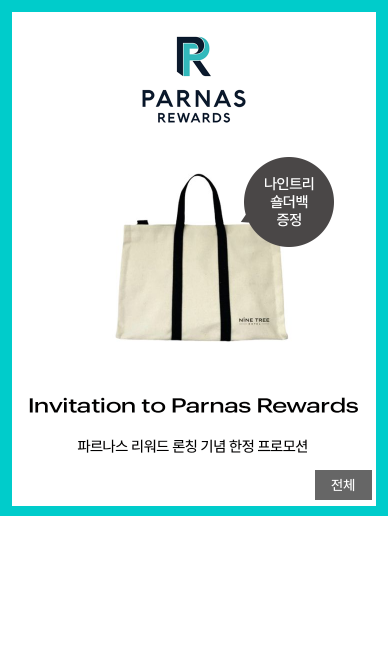 PARNAS
REWARDS
나인트리
숄더백
증정
NINE TREE
Invitation to Parnas Rewards
파르나스 리워드 론칭 기념 한정 프로모션
전체